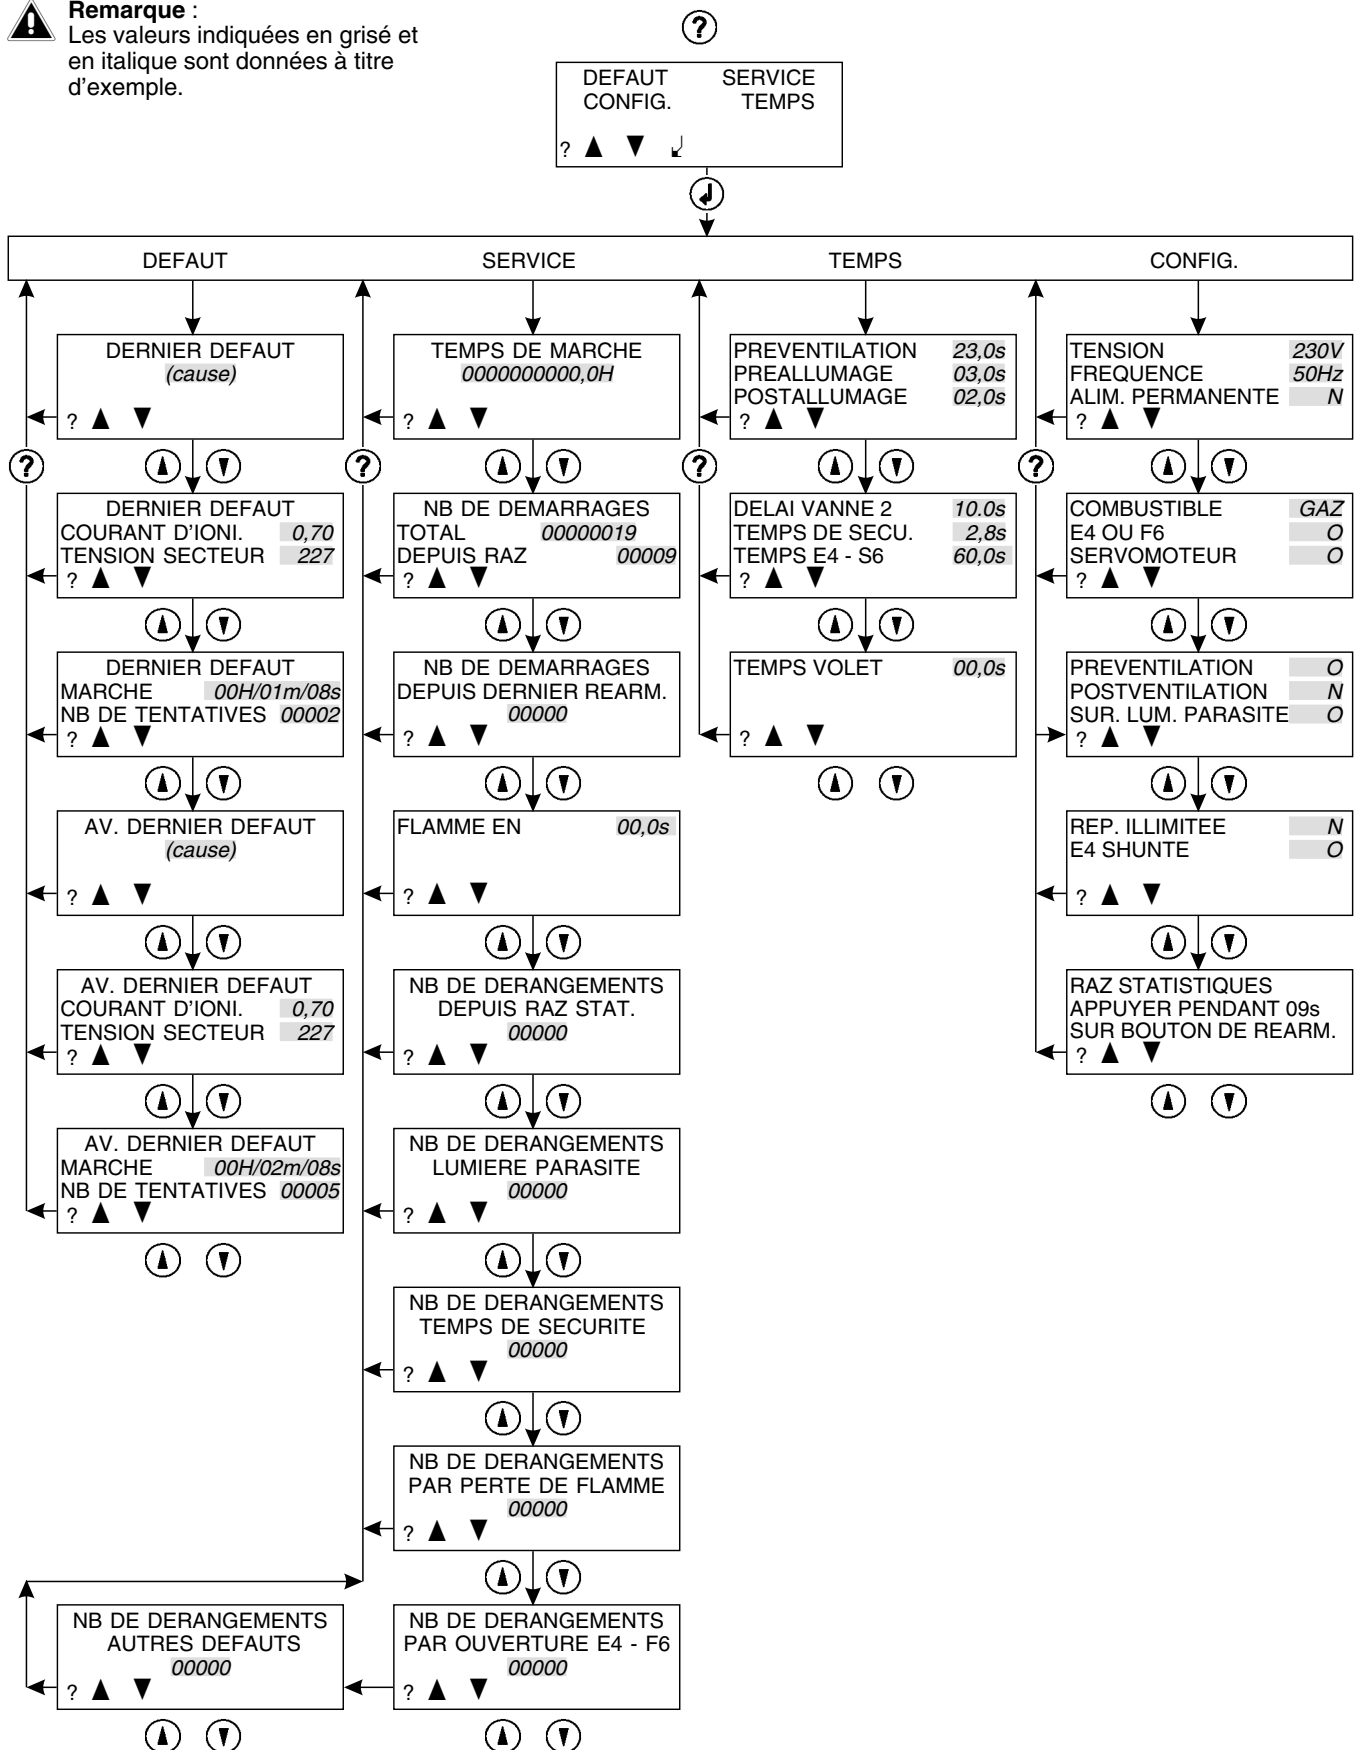 Remarque :
Les valeurs indiquées en grisé et
en italique sont données à titre
d'exemple.
?
DEFAUT SERVICE
CONFIG. TEMPS
?
DEFAUT SERVICE TEMPS CONFIG.
DERNIER DEFAUT
(cause)
?
?
DERNIER DEFAUT
COURANT D'IONI. 0,70
TENSION SECTEUR 227
?
DERNIER DEFAUT
MARCHE 00H/01m/08s
NB DE TENTATIVES 00002
?
AV. DERNIER DEFAUT
(cause)
?
AV. DERNIER DEFAUT
COURANT D'IONI. 0,70
TENSION SECTEUR 227
?
AV. DERNIER DEFAUT
MARCHE 00H/02m/08s
NB DE TENTATIVES 00005
?
TEMPS DE MARCHE
0000000000,0H
?
?
NB DE DEMARRAGES
TOTAL 00000019
DEPUIS RAZ 00009
?
NB DE DEMARRAGES
DEPUIS DERNIER REARM.
00000
?
FLAMME EN 00,0s
?
NB DE DERANGEMENTS
DEPUIS RAZ STAT.
00000
?
NB DE DERANGEMENTS
LUMIERE PARASITE
00000
?
NB DE DERANGEMENTS
TEMPS DE SECURITE
00000
?
NB DE DERANGEMENTS
PAR PERTE DE FLAMME
00000
?
NB DE DERANGEMENTS
PAR OUVERTURE E4 - F6
00000
?
NB DE DERANGEMENTS
AUTRES DEFAUTS
00000
?
PREVENTILATION 23,0s
PREALLUMAGE 03,0s
POSTALLUMAGE 02,0s
?
?
DELAI VANNE 2 10.0s
TEMPS DE SECU. 2,8s
TEMPS E4 - S6 60,0s
?
TEMPS VOLET 00,0s
?
TENSION 230V
FREQUENCE 50Hz
ALIM. PERMANENTE N
?
?
COMBUSTIBLE GAZ
E4 OU F6 O
SERVOMOTEUR O
?
PREVENTILATION O
POSTVENTILATION N
SUR. LUM. PARASITE O
?
REP. ILLIMITEE N
E4 SHUNTE O
?
RAZ STATISTIQUES
APPUYER PENDANT 09s
SUR BOUTON DE REARM.
?